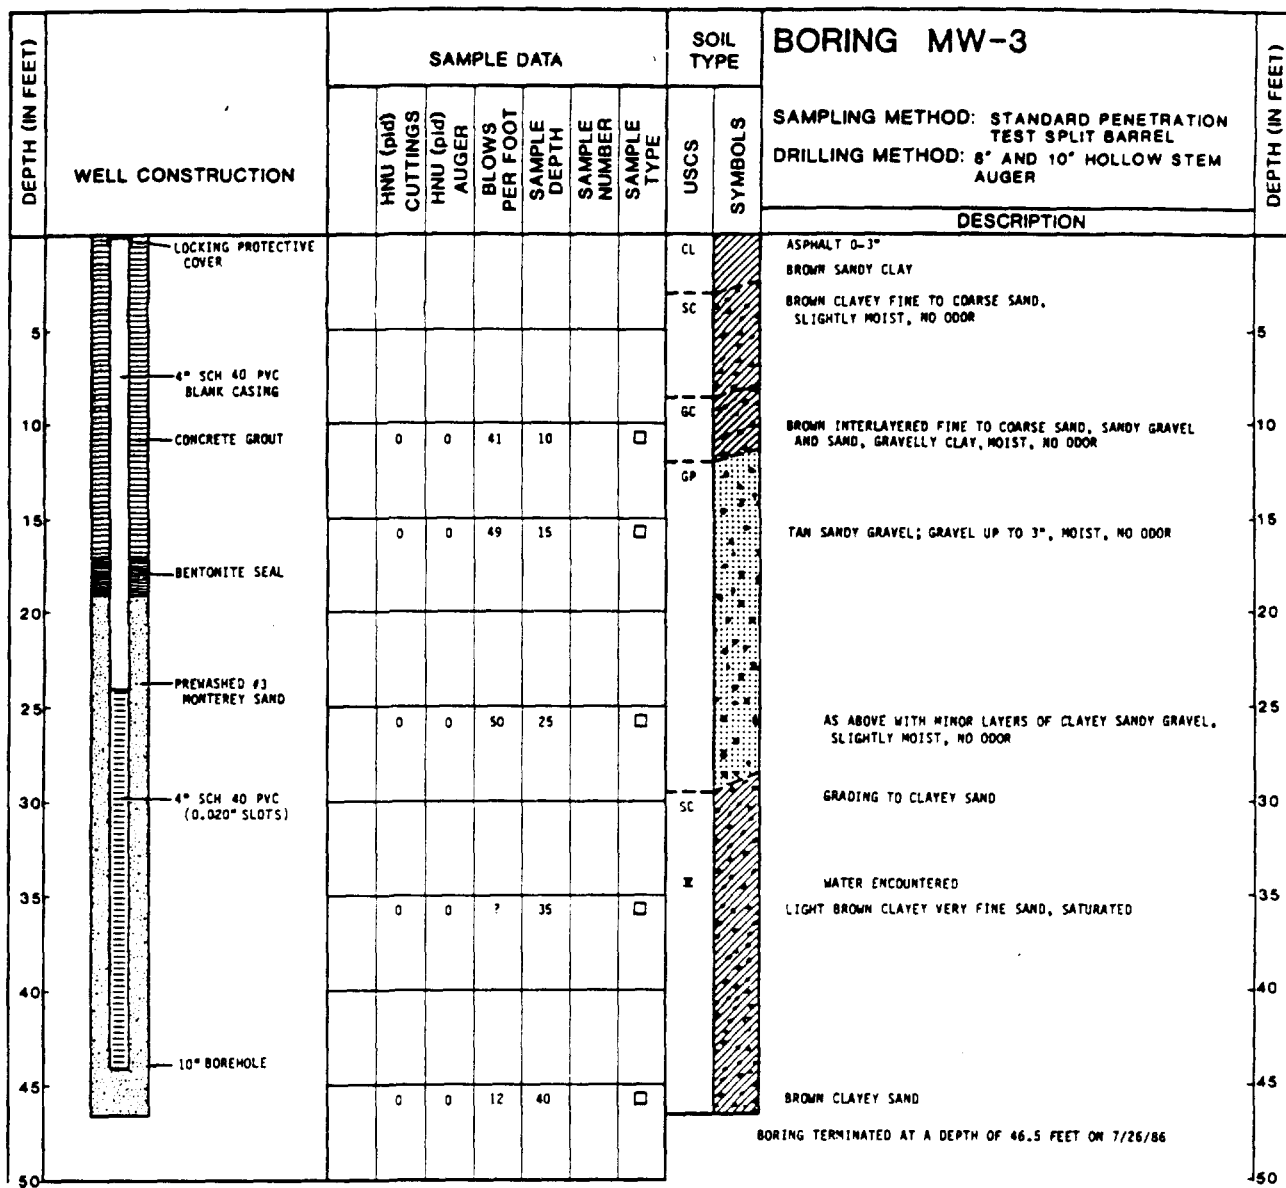 DEPTH (IN FEET)
WELL CONSTRUCTION
SAMPLE DATA
HNU (pid) CUTTINGS
HNU (pid) AUGER
BLOWS PER FOOT
SAMPLE DEPTH
SAMPLE NUMBER
SAMPLE TYPE
SOIL TYPE
USCS
SYMBOLS
BORING MW-3
SAMPLING METHOD: STANDARD PENETRATION
TEST SPLIT BARREL
DRILLING METHOD: 8" AND 10" HOLLOW STEM
AUGER
DESCRIPTION
DEPTH (IN FEET)
LOCKING PROTECTIVE
COVER
CL
ASPHALT 0-3"
BROWN SANDY CLAY
SC
BROWN CLAYEY FINE TO COARSE SAND,
SLIGHTLY MOIST, NO ODOR
5 5
4" SCH 40 PVC
BLANK CASING
GC
10 CONCRETE GROUT 0 0 41 10 10
BROWN INTERLAYERED FINE TO COARSE SAND, SANDY GRAVEL
AND SAND, GRAVELLY CLAY, MOIST, NO ODOR
GP
15 0 0 49 15 TAN SANDY GRAVEL; GRAVEL UP TO 3", MOIST, NO ODOR 15
BENTONITE SEAL
20 20
PREWASHED #3
MONTEREY SAND
25 0 0 50 25 25
AS ABOVE WITH MINOR LAYERS OF CLAYEY SANDY GRAVEL,
SLIGHTLY MOIST, NO ODOR
30 4" SCH 40 PVC
(0.020" SLOTS)
SC GRADING TO CLAYEY SAND 30
WATER ENCOUNTERED
35 0 0 ? 35 LIGHT BROWN CLAYEY VERY FINE SAND, SATURATED 35
40 40
10" BOREHOLE
45 0 0 12 40 BROWN CLAYEY SAND 45
BORING TERMINATED AT A DEPTH OF 46.5 FEET ON 7/26/86
50 50